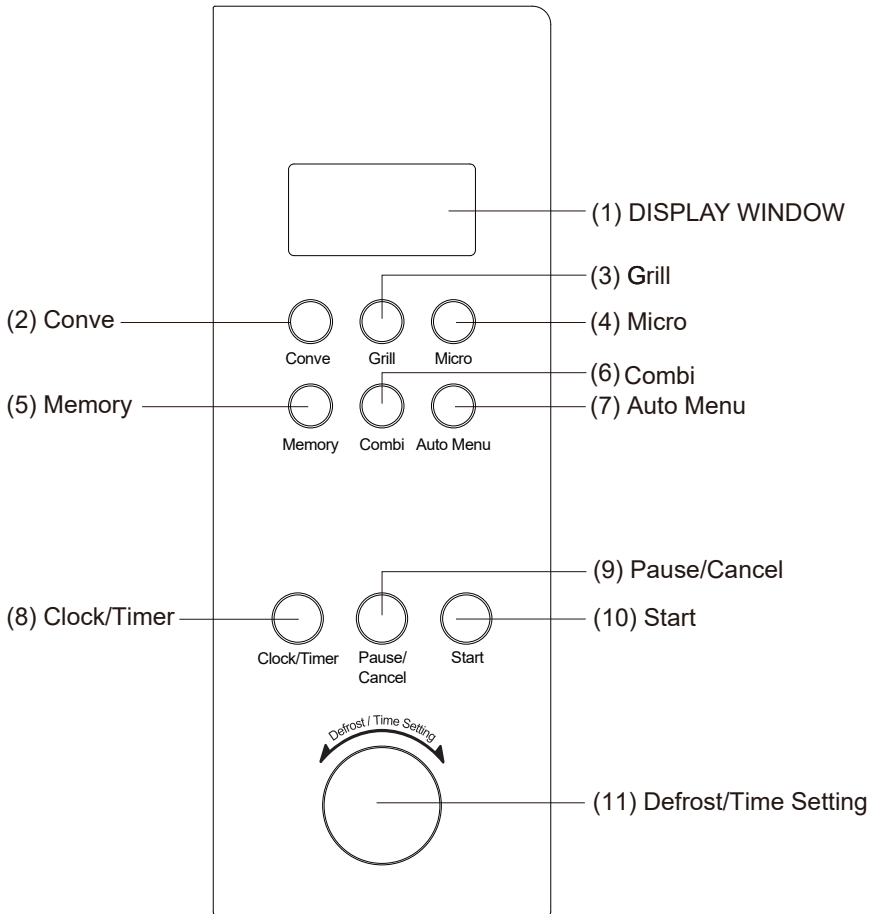 (1) DISPLAY WINDOW
(3) Grill
(2) Conve
(4) Micro
Conve Grill Micro
(6) Combi
(5) Memory
(7) Auto Menu
Memory Combi Auto Menu
(9) Pause/Cancel
(8) Clock/Timer
(10) Start
Clock/Timer Pause/ Start
Cancel
Defrost / Time Setting
(11) Defrost/Time Setting